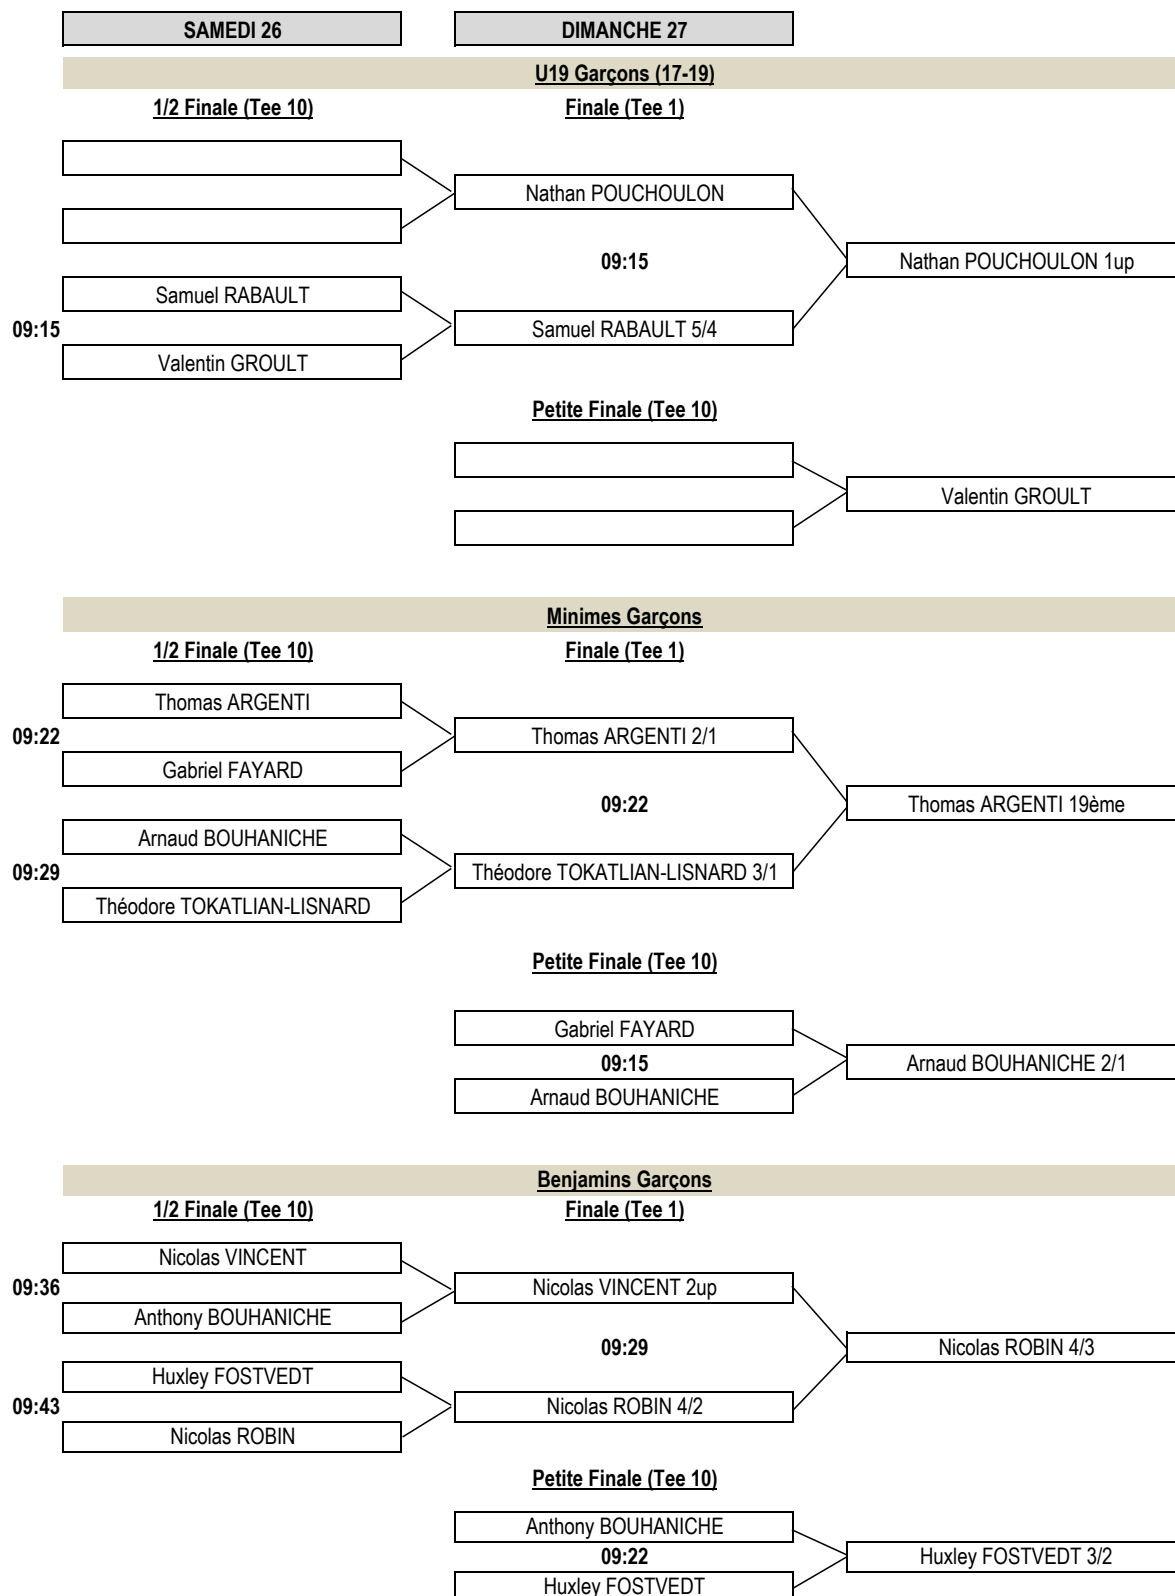 SAMEDI 26 DIMANCHE 27
U19 Garçons (17-19)
1/2 Finale (Tee 10) Finale (Tee 1)
Nathan POUCHOULON
09:15 Nathan POUCHOULON 1up
Samuel RABAULT
09:15 Samuel RABAULT 5/4
Valentin GROULT
Petite Finale (Tee 10)
Valentin GROULT
Minimes Garçons
1/2 Finale (Tee 10) Finale (Tee 1)
Thomas ARGENTI
09:22 Thomas ARGENTI 2/1
Gabriel FAYARD
09:22 Thomas ARGENTI 19ème
Arnaud BOUHANICHE
09:29 Théodore TOKATLIAN-LISNARD 3/1
Théodore TOKATLIAN-LISNARD
Petite Finale (Tee 10)
Gabriel FAYARD
09:15 Arnaud BOUHANICHE 2/1
Arnaud BOUHANICHE
Benjamins Garçons
1/2 Finale (Tee 10) Finale (Tee 1)
Nicolas VINCENT
09:36 Nicolas VINCENT 2up
Anthony BOUHANICHE
09:29 Nicolas ROBIN 4/3
Huxley FOSTVEDT
09:43 Nicolas ROBIN 4/2
Nicolas ROBIN
Petite Finale (Tee 10)
Anthony BOUHANICHE
09:22 Huxley FOSTVEDT 3/2
Huxley FOSTVEDT